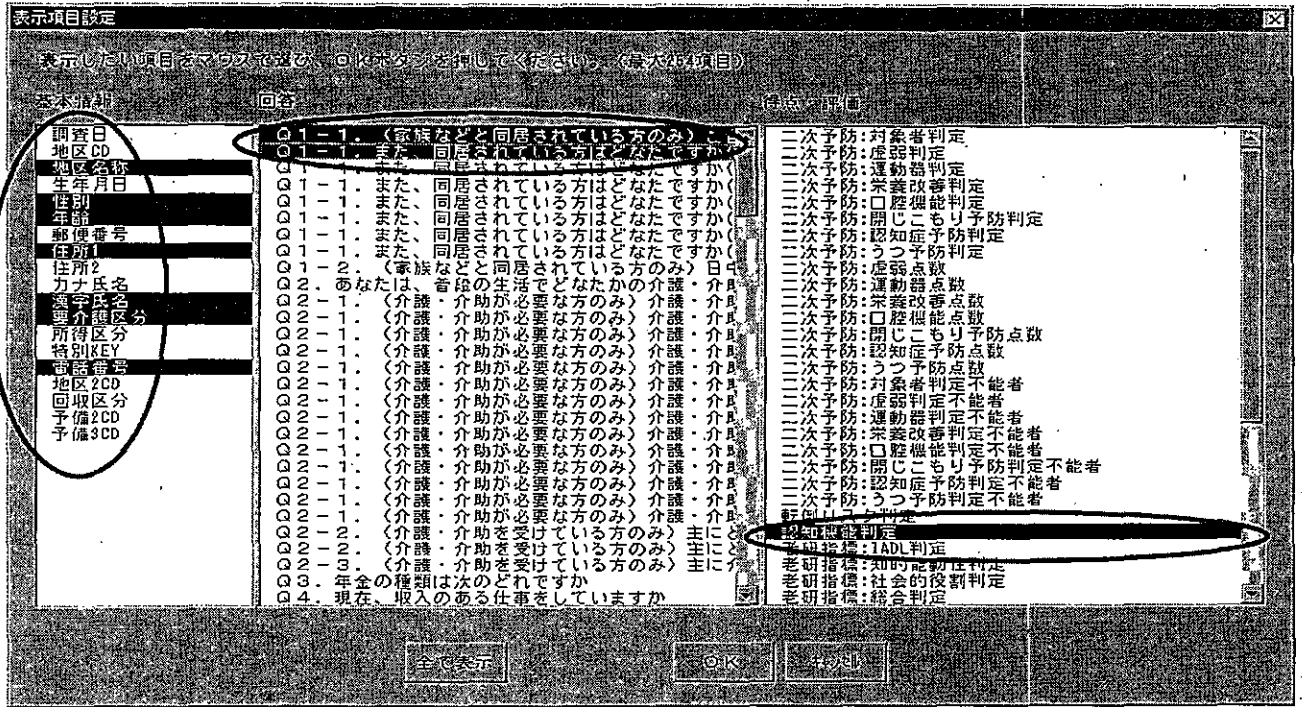 表示項目設定
表示したい項目をマウスで選び、OKボタンを押してください。(最大464項目)
基本情報
調査日
地区CD
地区名称
生年月日
性別
年齢
郵便番号
住所1
住所2
カナ氏名
漢字氏名
要介護区分
所得区分
特別KEY
電話番号
地区2CD
回収区分
予備2CD
予備3CD
回答
Q1-1.(家族などと同居されている方のみ)
Q1-1.また、同居されている方はどなたですか
Q1-1.また、同居されている方はどなたですか(
Q1-1.また、同居されている方はどなたですか(
Q1-1.また、同居されている方はどなたですか(
Q1-1.また、同居されている方はどなたですか(
Q1-1.また、同居されている方はどなたですか(
Q1-1.また、同居されている方はどなたですか(
Q1-2.(家族などと同居されている方のみ)日中
Q2.あなたは、普段の生活でどなたかの介護・介助
Q2-1.(介護・介助が必要な方のみ)介護・介助
Q2-1.(介護・介助が必要な方のみ)介護・介助
Q2-1.(介護・介助が必要な方のみ)介護・介助
Q2-1.(介護・介助が必要な方のみ)介護・介助
Q2-1.(介護・介助が必要な方のみ)介護・介助
Q2-1.(介護・介助が必要な方のみ)介護・介助
Q2-1.(介護・介助が必要な方のみ)介護・介助
Q2-1.(介護・介助が必要な方のみ)介護・介助
Q2-1.(介護・介助が必要な方のみ)介護・介助
Q2-1.(介護・介助が必要な方のみ)介護・介助
Q2-1.(介護・介助が必要な方のみ)介護・介助
Q2-1.(介護・介助が必要な方のみ)介護・介助
Q2-1.(介護・介助が必要な方のみ)介護・介助
Q2-2.(介護・介助を受けている方のみ)主にど
Q2-2.(介護・介助を受けている方のみ)主にど
Q2-3.(介護・介助を受けている方のみ)主に介
Q3.年金の種類は次のどれですか
Q4.現在、収入のある仕事をしていますか
得点・評価
二次予防:対象者判定
二次予防:虚弱判定
二次予防:運動器判定
二次予防:栄養改善判定
二次予防:口腔機能判定
二次予防:閉じこもり予防判定
二次予防:認知症予防判定
二次予防:うつ予防判定
二次予防:虚弱点数
二次予防:運動器点数
二次予防:栄養改善点数
二次予防:口腔機能点数
二次予防:閉じこもり予防点数
二次予防:認知症予防点数
二次予防:うつ予防点数
二次予防:対象者判定不能者
二次予防:虚弱判定不能者
二次予防:運動器判定不能者
二次予防:栄養改善判定不能者
二次予防:口腔機能判定不能者
二次予防:閉じこもり予防判定不能者
二次予防:認知症予防判定不能者
二次予防:うつ予防判定不能者
転倒リスク判定
認知機能判定
老研指標:IADL判定
老研指標:知的能動性判定
老研指標:社会的役割判定
老研指標:総合判定
全て表示
OK
ｷｬﾝｾﾙ